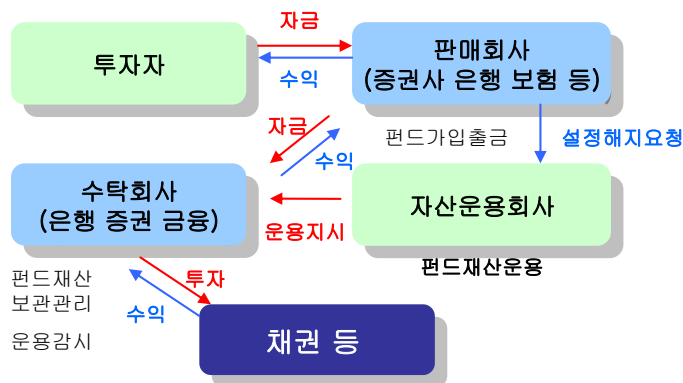 자금
투자자
판매회사
(증권사 은행 보험 등)
수익
자금
펀드가입출금
설정해지요청
수익
수탁회사
(은행 증권 금융)
자산운용회사
운용지시
펀드재산운용
펀드재산
보관관리
투자
수익
운용감시
채권 등